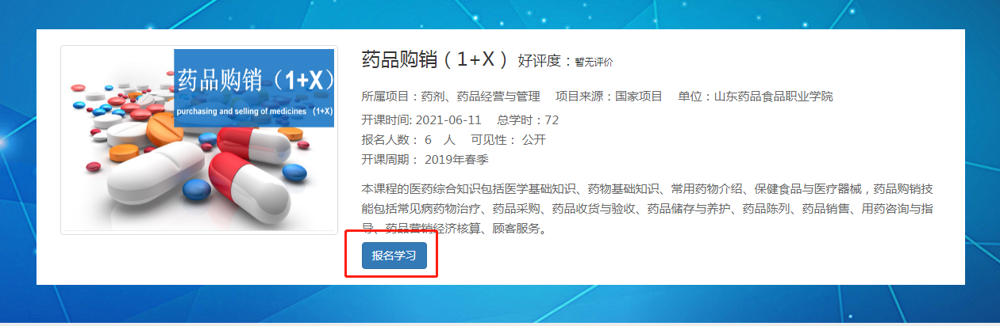 药品购销（1+X）
purchasing and selling of medicines （1+X)
药品购销（1+X） 好评度：暂无评价
所属项目：药剂、药品经营与管理 项目来源：国家项目 单位：山东药品食品职业学院
开课时间: 2021-06-11 总学时：72
报名人数： 6 人 可见性： 公开
开课周期： 2019年春季
本课程的医药综合知识包括医学基础知识、药物基础知识、常用药物介绍、保健食品与医疗器械，药品购销技
能包括常见病药物治疗、药品采购、药品收货与验收、药品储存与养护、药品陈列、药品销售、用药咨询与指
导、药品营销经济核算、顾客服务。
报名学习